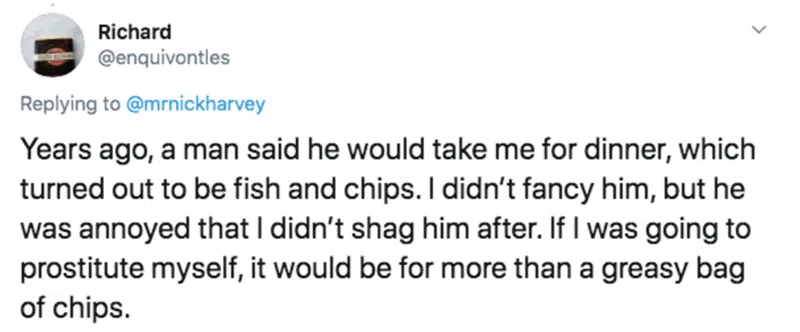 Richard
@enquivontles
Replying to @mrnickharvey
Years ago, a man said he would take me for dinner, which
turned out to be fish and chips. I didn’t fancy him, but he
was annoyed that I didn’t shag him after. If I was going to
prostitute myself, it would be for more than a greasy bag
of chips.